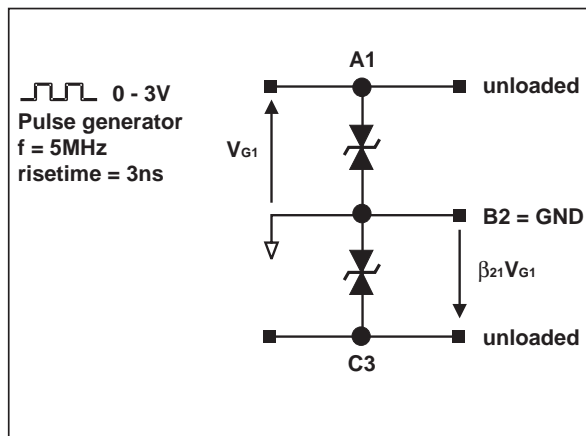 A1
0 - 3V
unloaded
Pulse generator
f = 5MHz
risetime = 3ns
VG1
B2 = GND
β21VG1
unloaded
C3